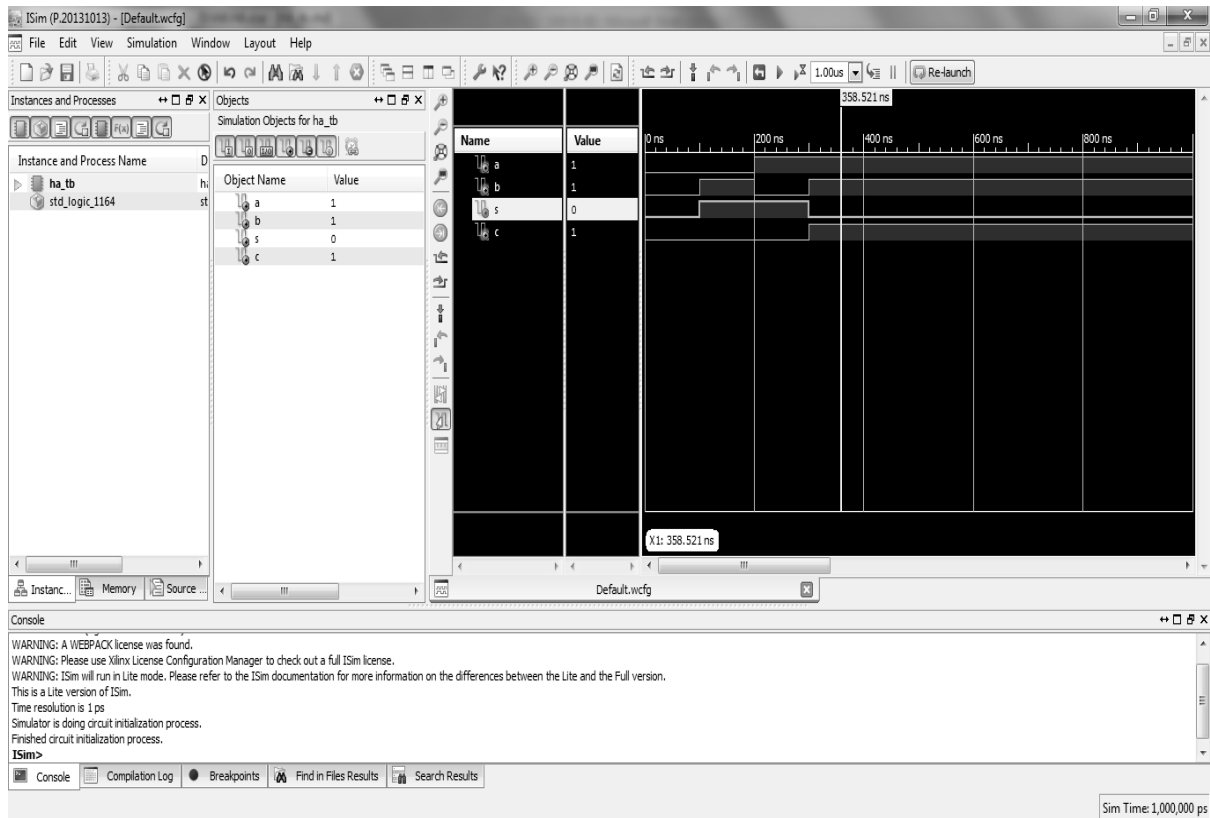 ISim (P.20131013) - [Default.wcfg]
File Edit View Simulation Window Layout Help
1.00us Re-launch
Instances and Processes
Instance and Process Name D
ha_tb ha
std_logic_1164 st
Instanc... Memory Source ...
Objects
Simulation Objects for ha_tb
Object Name Value
a 1
b 1
s 0
c 1
Name Value
a 1
b 1
s 0
c 1
358.521 ns
0 ns 200 ns 400 ns 600 ns 800 ns
X1: 358.521 ns
Default.wcfg
Console
WARNING: A WEBPACK license was found.
WARNING: Please use Xilinx License Configuration Manager to check out a full ISim license.
WARNING: ISim will run in Lite mode. Please refer to the ISim documentation for more information on the differences between the Lite and the Full version.
This is a Lite version of ISim.
Time resolution is 1 ps
Simulator is doing circuit initialization process.
Finished circuit initialization process.
ISim>
Console Compilation Log Breakpoints Find in Files Results Search Results
Sim Time: 1,000,000 ps